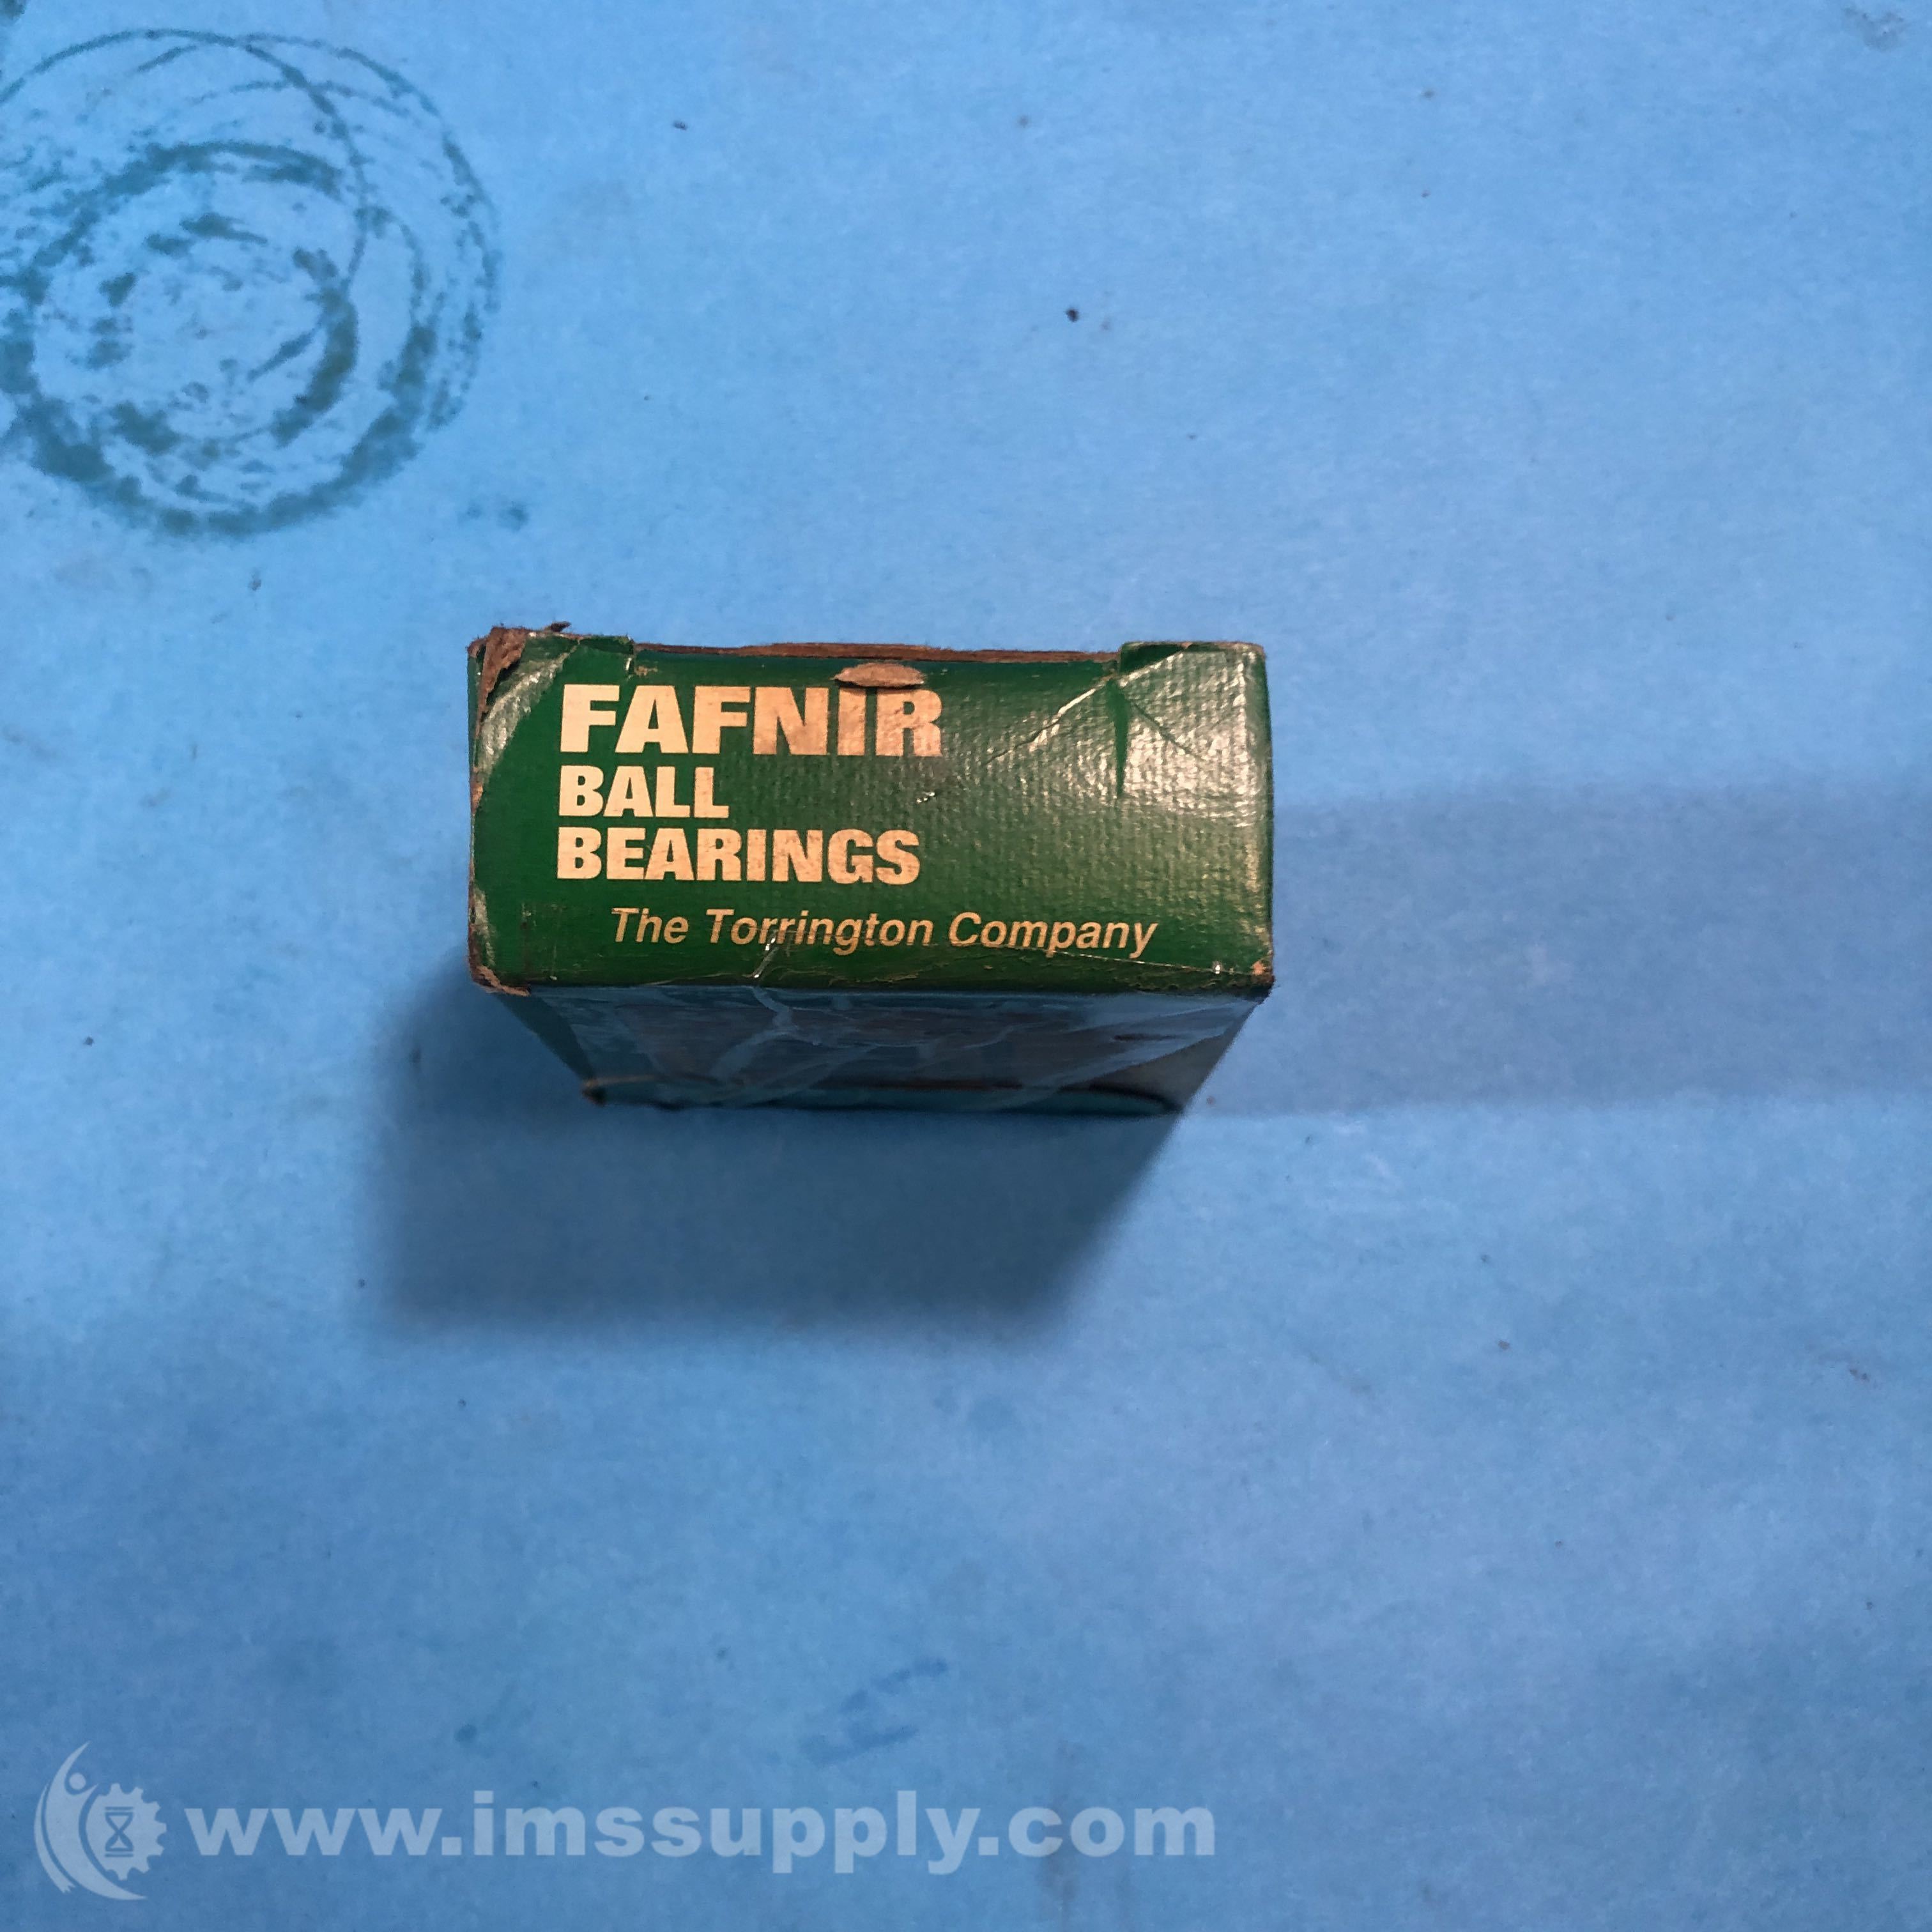 FAFNIR
BALL
BEARINGS
The Torrington Company
www.imssupply.com